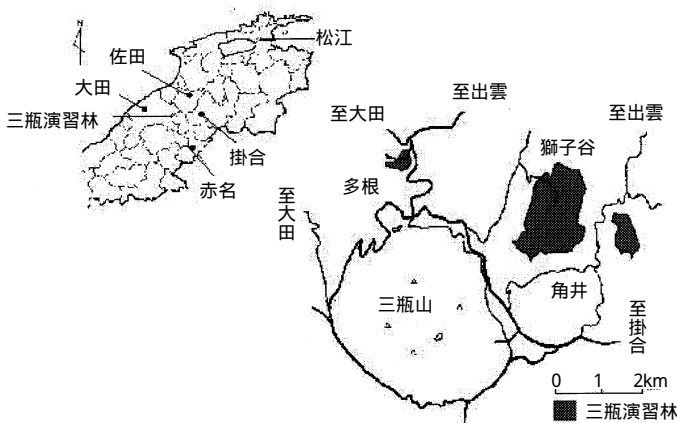 N
松江
佐田
大田
三瓶演習林
掛合
赤名
至大田
至出雲
至出雲
獅子谷
多根
至大田
三瓶山
角井
至掛合
0 1 2km
三瓶演習林